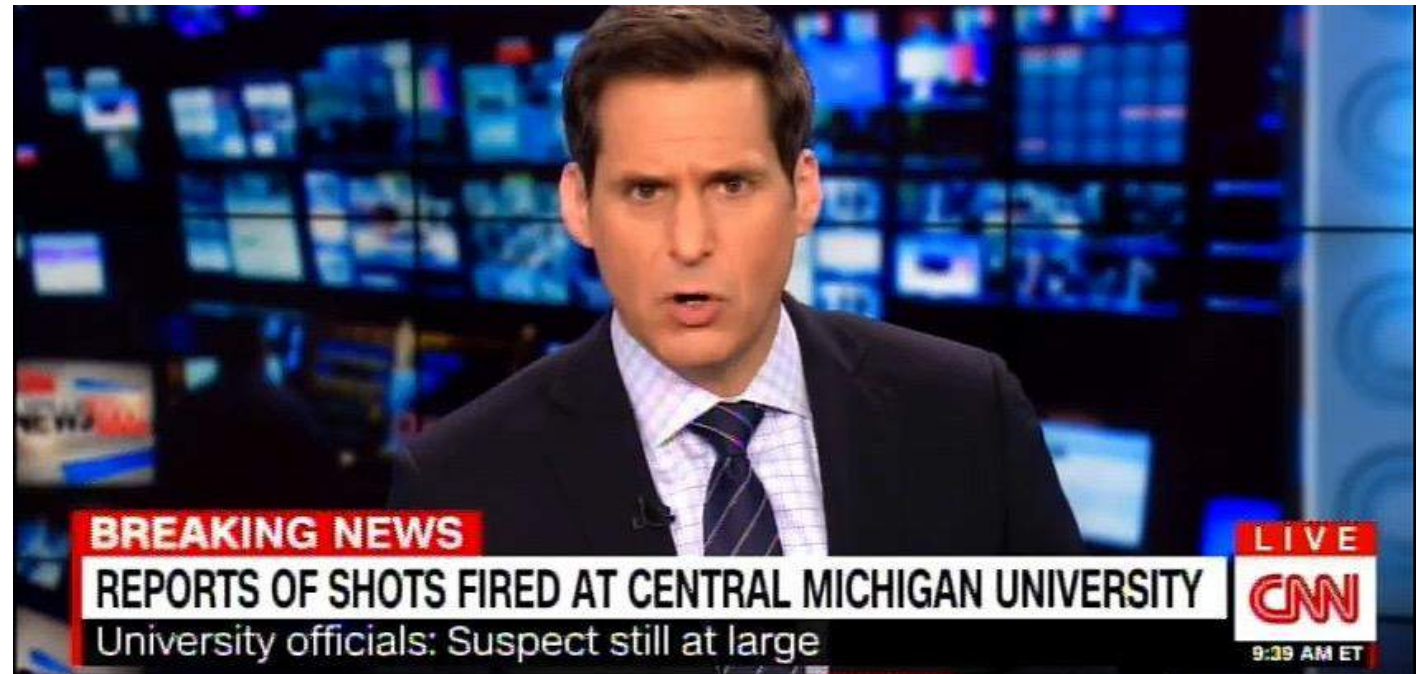 BREAKING NEWS
REPORTS OF SHOTS FIRED AT CENTRAL MICHIGAN UNIVERSITY
University officials: Suspect still at large
LIVE
CNN
9:39 AM ET